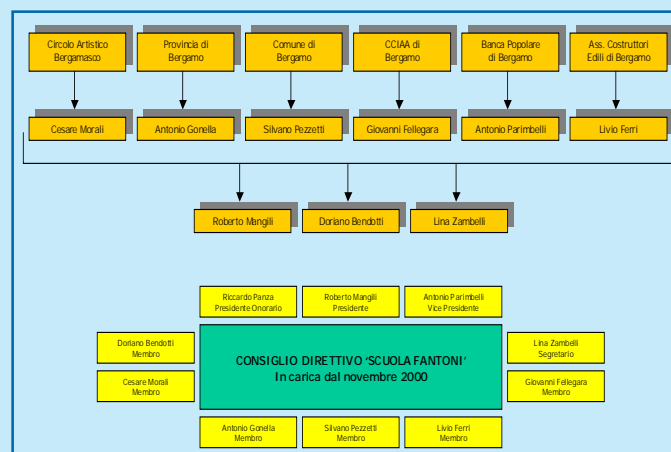 Circolo Artistico
Bergamasco
Provincia di
Bergamo
Comune di
Bergamo
CCIAA di
Bergamo
Banca Popolare
di Bergamo
Ass. Costruttori
Edili di Bergamo
Cesare Morali
Antonio Gonella
Silvano Pezzetti
Giovanni Fellegara
Antonio Parimbelli
Livio Ferri
Roberto Mangili
Doriano Bendotti
Lina Zambelli
Riccardo Panza
Presidente Onorario
Roberto Mangili
Presidente
Antonio Parimbelli
Vice Presidente
Doriano Bendotti
Membro
CONSIGLIO DIRETTIVO ‘SCUOLA FANTONI’
In carica dal novembre 2000
Lina Zambelli
Segretario
Cesare Morali
Membro
Giovanni Fellegara
Membro
Antonio Gonella
Membro
Silvano Pezzetti
Membro
Livio Ferri
Membro